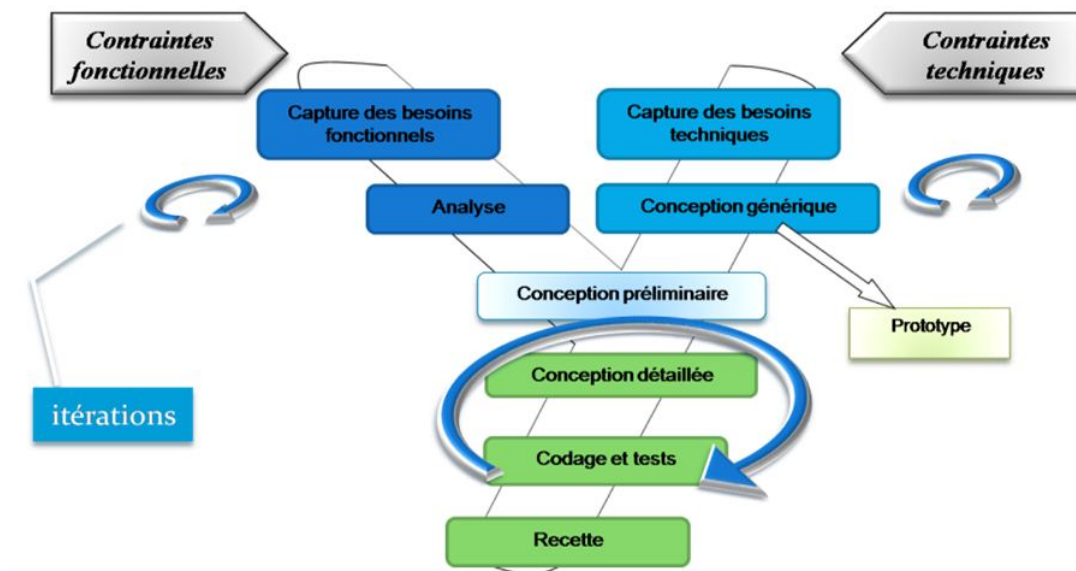 Contraintes
fonctionnelles
Contraintes
techniques
Capture des besoins
fonctionnels
Capture des besoins
techniques
Analyse
Conception générique
Conception préliminaire
Prototype
Conception détaillée
itérations
Codage et tests
Recette